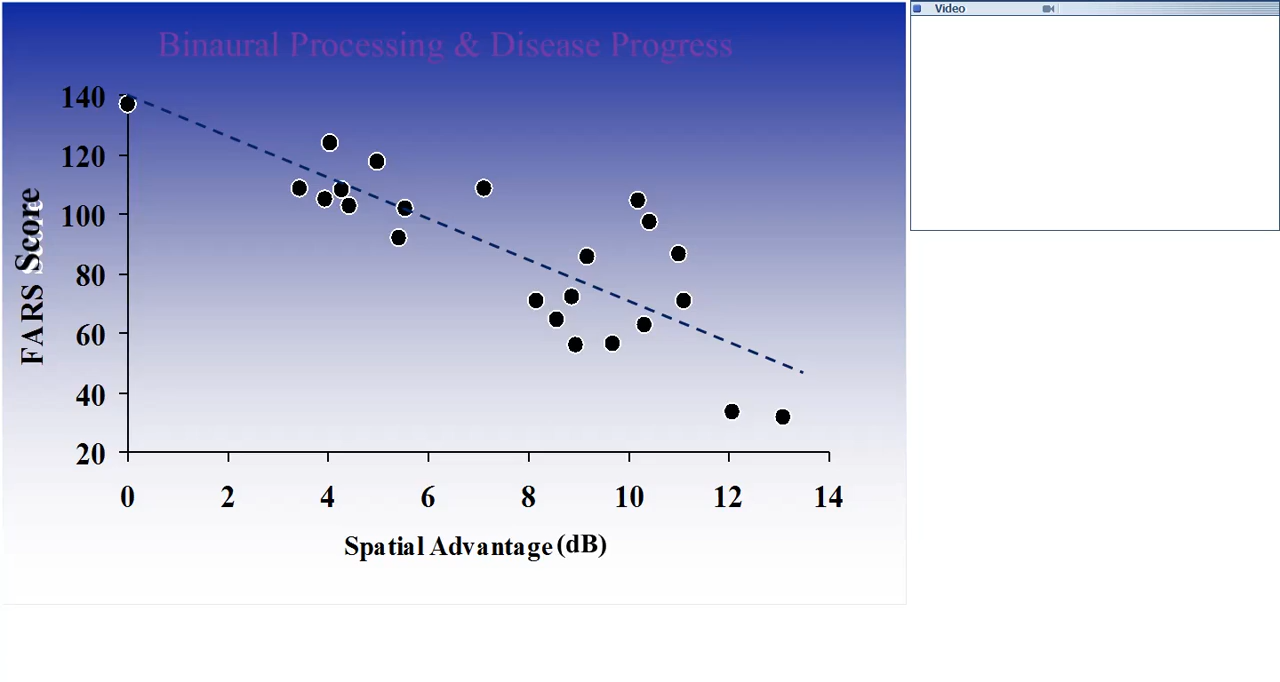 Video
Binaural Processing & Disease Progress
140
120
100
80
60
40
20
FARS Score
0 2 4 6 8 10 12 14
Spatial Advantage (dB)